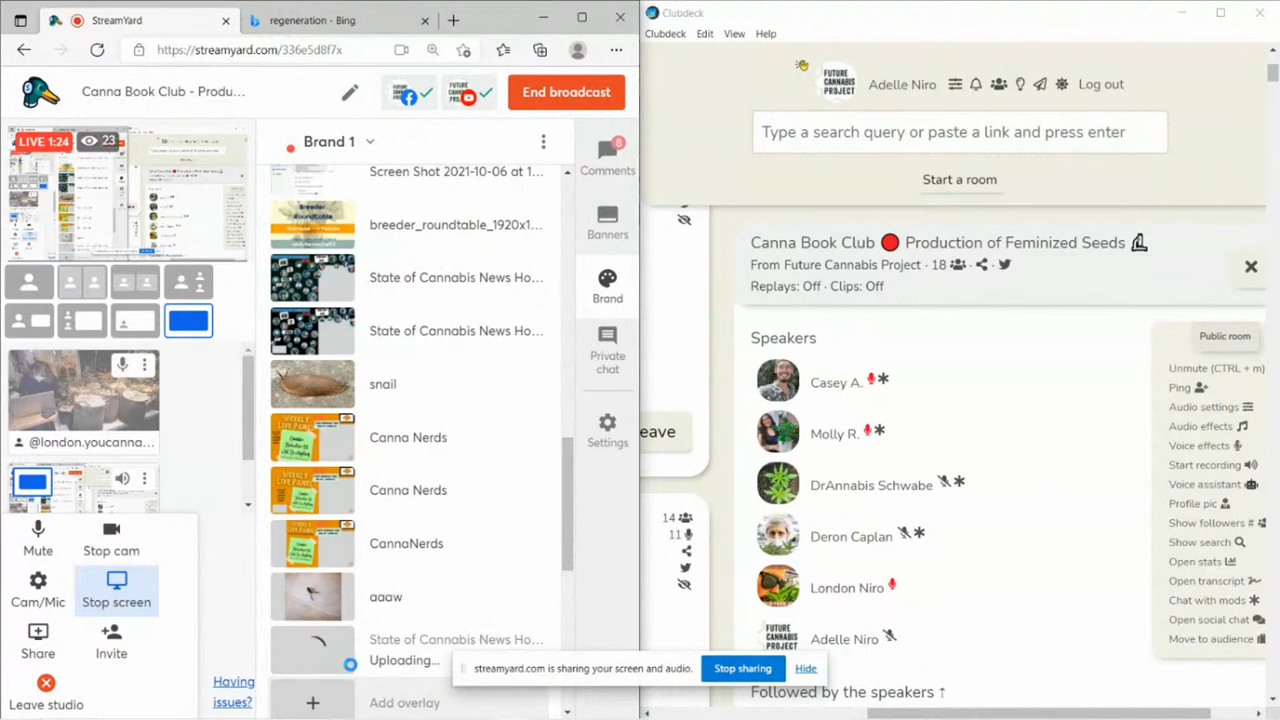 StreamYard
regeneration - Bing
https://streamyard.com/336e5d8f7x
Canna Book Club - Produ...
End broadcast
LIVE 1:24
23
Brand 1
Screen Shot 2021-10-06 at 1...
breeder_roundtable_1920x1...
State of Cannabis News Ho...
State of Cannabis News Ho...
snail
Canna Nerds
Canna Nerds
CannaNerds
aaaw
State of Cannabis News Ho...
Uploading...
Add overlay
8
Comments
Banners
Brand
Private
chat
Settings
@london.youcanna...
Mute
Stop cam
Cam/Mic
Stop screen
Share
Invite
Leave studio
Having
issues?
streamyard.com is sharing your screen and audio.
Stop sharing
Hide
Clubdeck
Clubdeck Edit View Help
FUTURE
CANNABIS
PROJECT
Adelle Niro
Log out
Type a search query or paste a link and press enter
Start a room
Canna Book Club 🔴 Production of Feminized Seeds
From Future Cannabis Project · 18
Replays: Off · Clips: Off
eave
14
11
Speakers
Casey A.
Molly R.
DrAnnabis Schwabe
Deron Caplan
London Niro
FUTURE
CANNABIS
PROJECT
Adelle Niro
Followed by the speakers ↑
Public room
Unmute (CTRL + m)
Ping
Audio settings
Audio effects
Voice effects
Start recording
Voice assistant
Profile pic
Show followers #
Show search
Open stats
Open transcript
Chat with mods
Open social chat
Move to audience